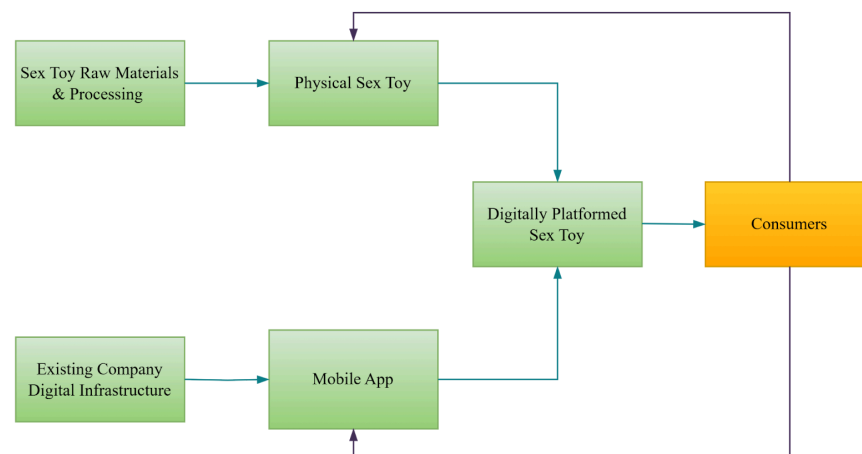 Sex Toy Raw Materials
& Processing
Physical Sex Toy
Digitally Platformed
Sex Toy
Consumers
Existing Company
Digital Infrastructure
Mobile App